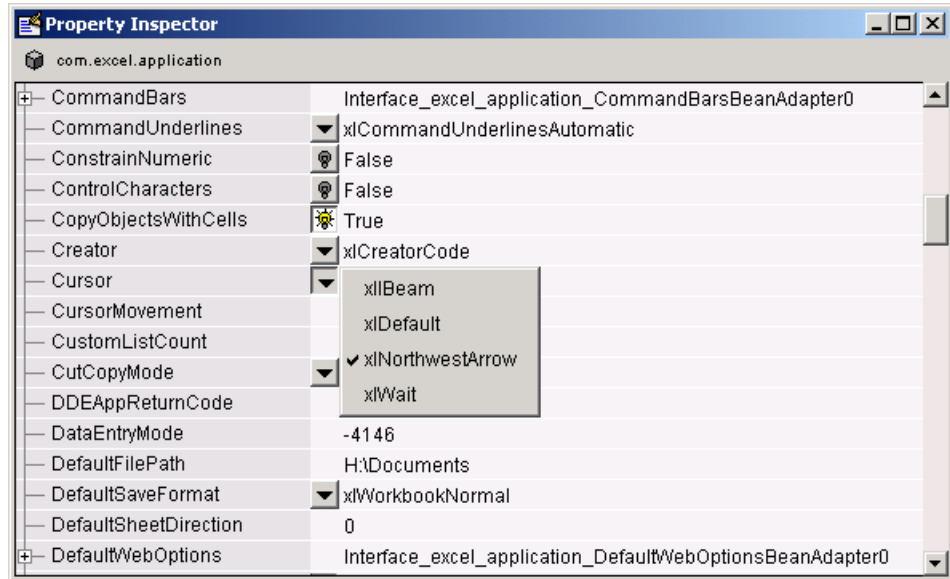 Property Inspector
com.excel.application
CommandBars Interface_excel_application_CommandBarsBeanAdapter0
CommandUnderlines xlCommandUnderlinesAutomatic
ConstrainNumeric False
ControlCharacters False
CopyObjectsWithCells True
Creator xlCreatorCode
Cursor
xlIBeam
CursorMovement
xlDefault
CustomListCount
xlNorthwestArrow
CutCopyMode
xlWait
DDEAppReturnCode
DataEntryMode -4146
DefaultFilePath H:\Documents
DefaultSaveFormat xlWorkbookNormal
DefaultSheetDirection 0
DefaultWebOptions Interface_excel_application_DefaultWebOptionsBeanAdapter0